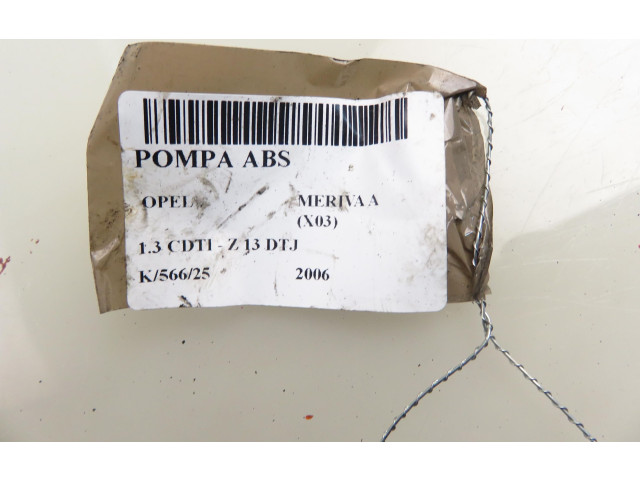 POMPA ABS
OPEL MERIVA A
(X03)
1.3 CDTI - Z 13 DTJ
K/566/25 2006